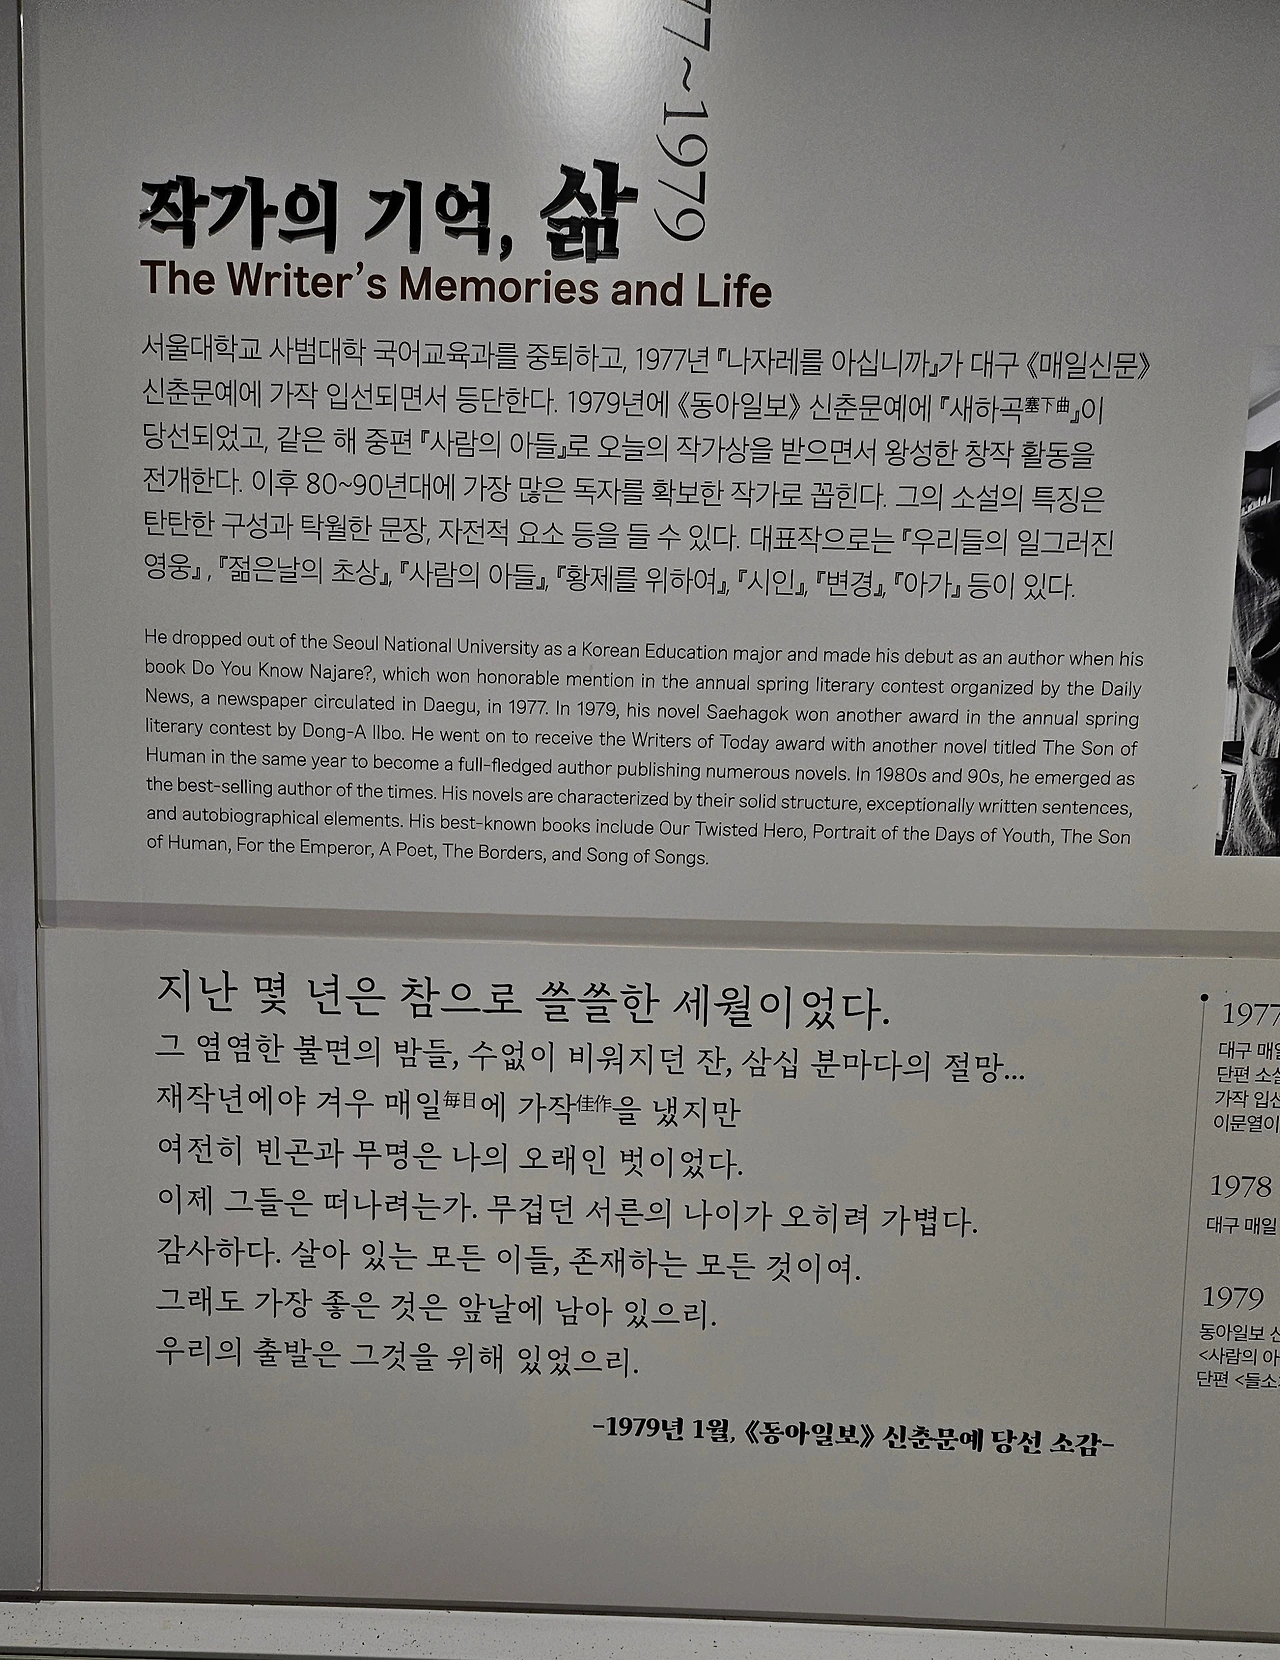 77~1979
작가의 기억, 삶
The Writer's Memories and Life
서울대학교 사범대학 국어교육과를 중퇴하고, 1977년 『나자레를 아십니까』가 대구 《매일신문》
신춘문예에 가작 입선되면서 등단한다. 1979년에 《동아일보》 신춘문예에 『새하곡塞下曲』이
당선되었고, 같은 해 중편 『사람의 아들』로 오늘의 작가상을 받으면서 왕성한 창작 활동을
전개한다. 이후 80~90년대에 가장 많은 독자를 확보한 작가로 꼽힌다. 그의 소설의 특징은
탄탄한 구성과 탁월한 문장, 자전적 요소 등을 들 수 있다. 대표작으로는 『우리들의 일그러진
영웅』, 『젊은날의 초상』, 『사람의 아들』, 『황제를 위하여』, 『시인』, 『변경』, 『아가』 등이 있다.
He dropped out of the Seoul National University as a Korean Education major and made his debut as an author when his
book Do You Know Najare?, which won honorable mention in the annual spring literary contest organized by the Daily
News, a newspaper circulated in Daegu, in 1977. In 1979, his novel Saehagok won another award in the annual spring
literary contest by Dong-A Ilbo. He went on to receive the Writers of Today award with another novel titled The Son of
Human in the same year to become a full-fledged author publishing numerous novels. In 1980s and 90s, he emerged as
the best-selling author of the times. His novels are characterized by their solid structure, exceptionally written sentences,
and autobiographical elements. His best-known books include Our Twisted Hero, Portrait of the Days of Youth, The Son
of Human, For the Emperor, A Poet, The Borders, and Song of Songs.
지난 몇 년은 참으로 쓸쓸한 세월이었다.
그 염염한 불면의 밤들, 수없이 비워지던 잔, 삼십 분마다의 절망...
재작년에야 겨우 매일每日에 가작佳作을 냈지만
여전히 빈곤과 무명은 나의 오래인 벗이었다.
이제 그들은 떠나려는가. 무겁던 서른의 나이가 오히려 가볍다.
감사하다. 살아 있는 모든 이들, 존재하는 모든 것이여.
그래도 가장 좋은 것은 앞날에 남아 있으리.
우리의 출발은 그것을 위해 있었으리.
-1979년 1월, 《동아일보》 신춘문예 당선 소감-
1977
대구 매일
단편 소설
가작 입선
이문열이
1978
대구 매일
1979
동아일보 신
<사람의 아
단편 <들소